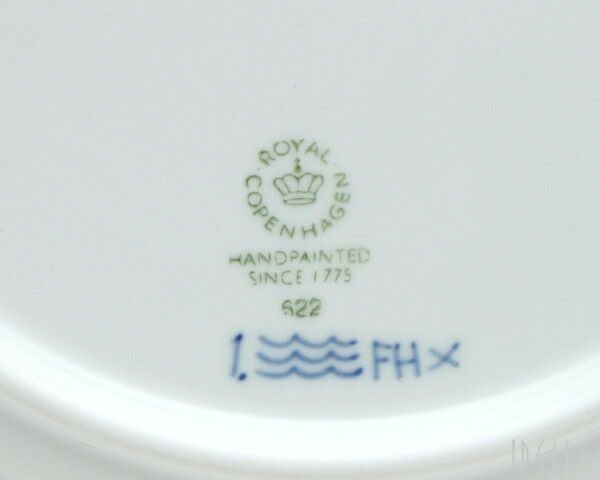 ROYAL COPENHAGEN
HANDPAINTED
SINCE 1775
622
1. FH X